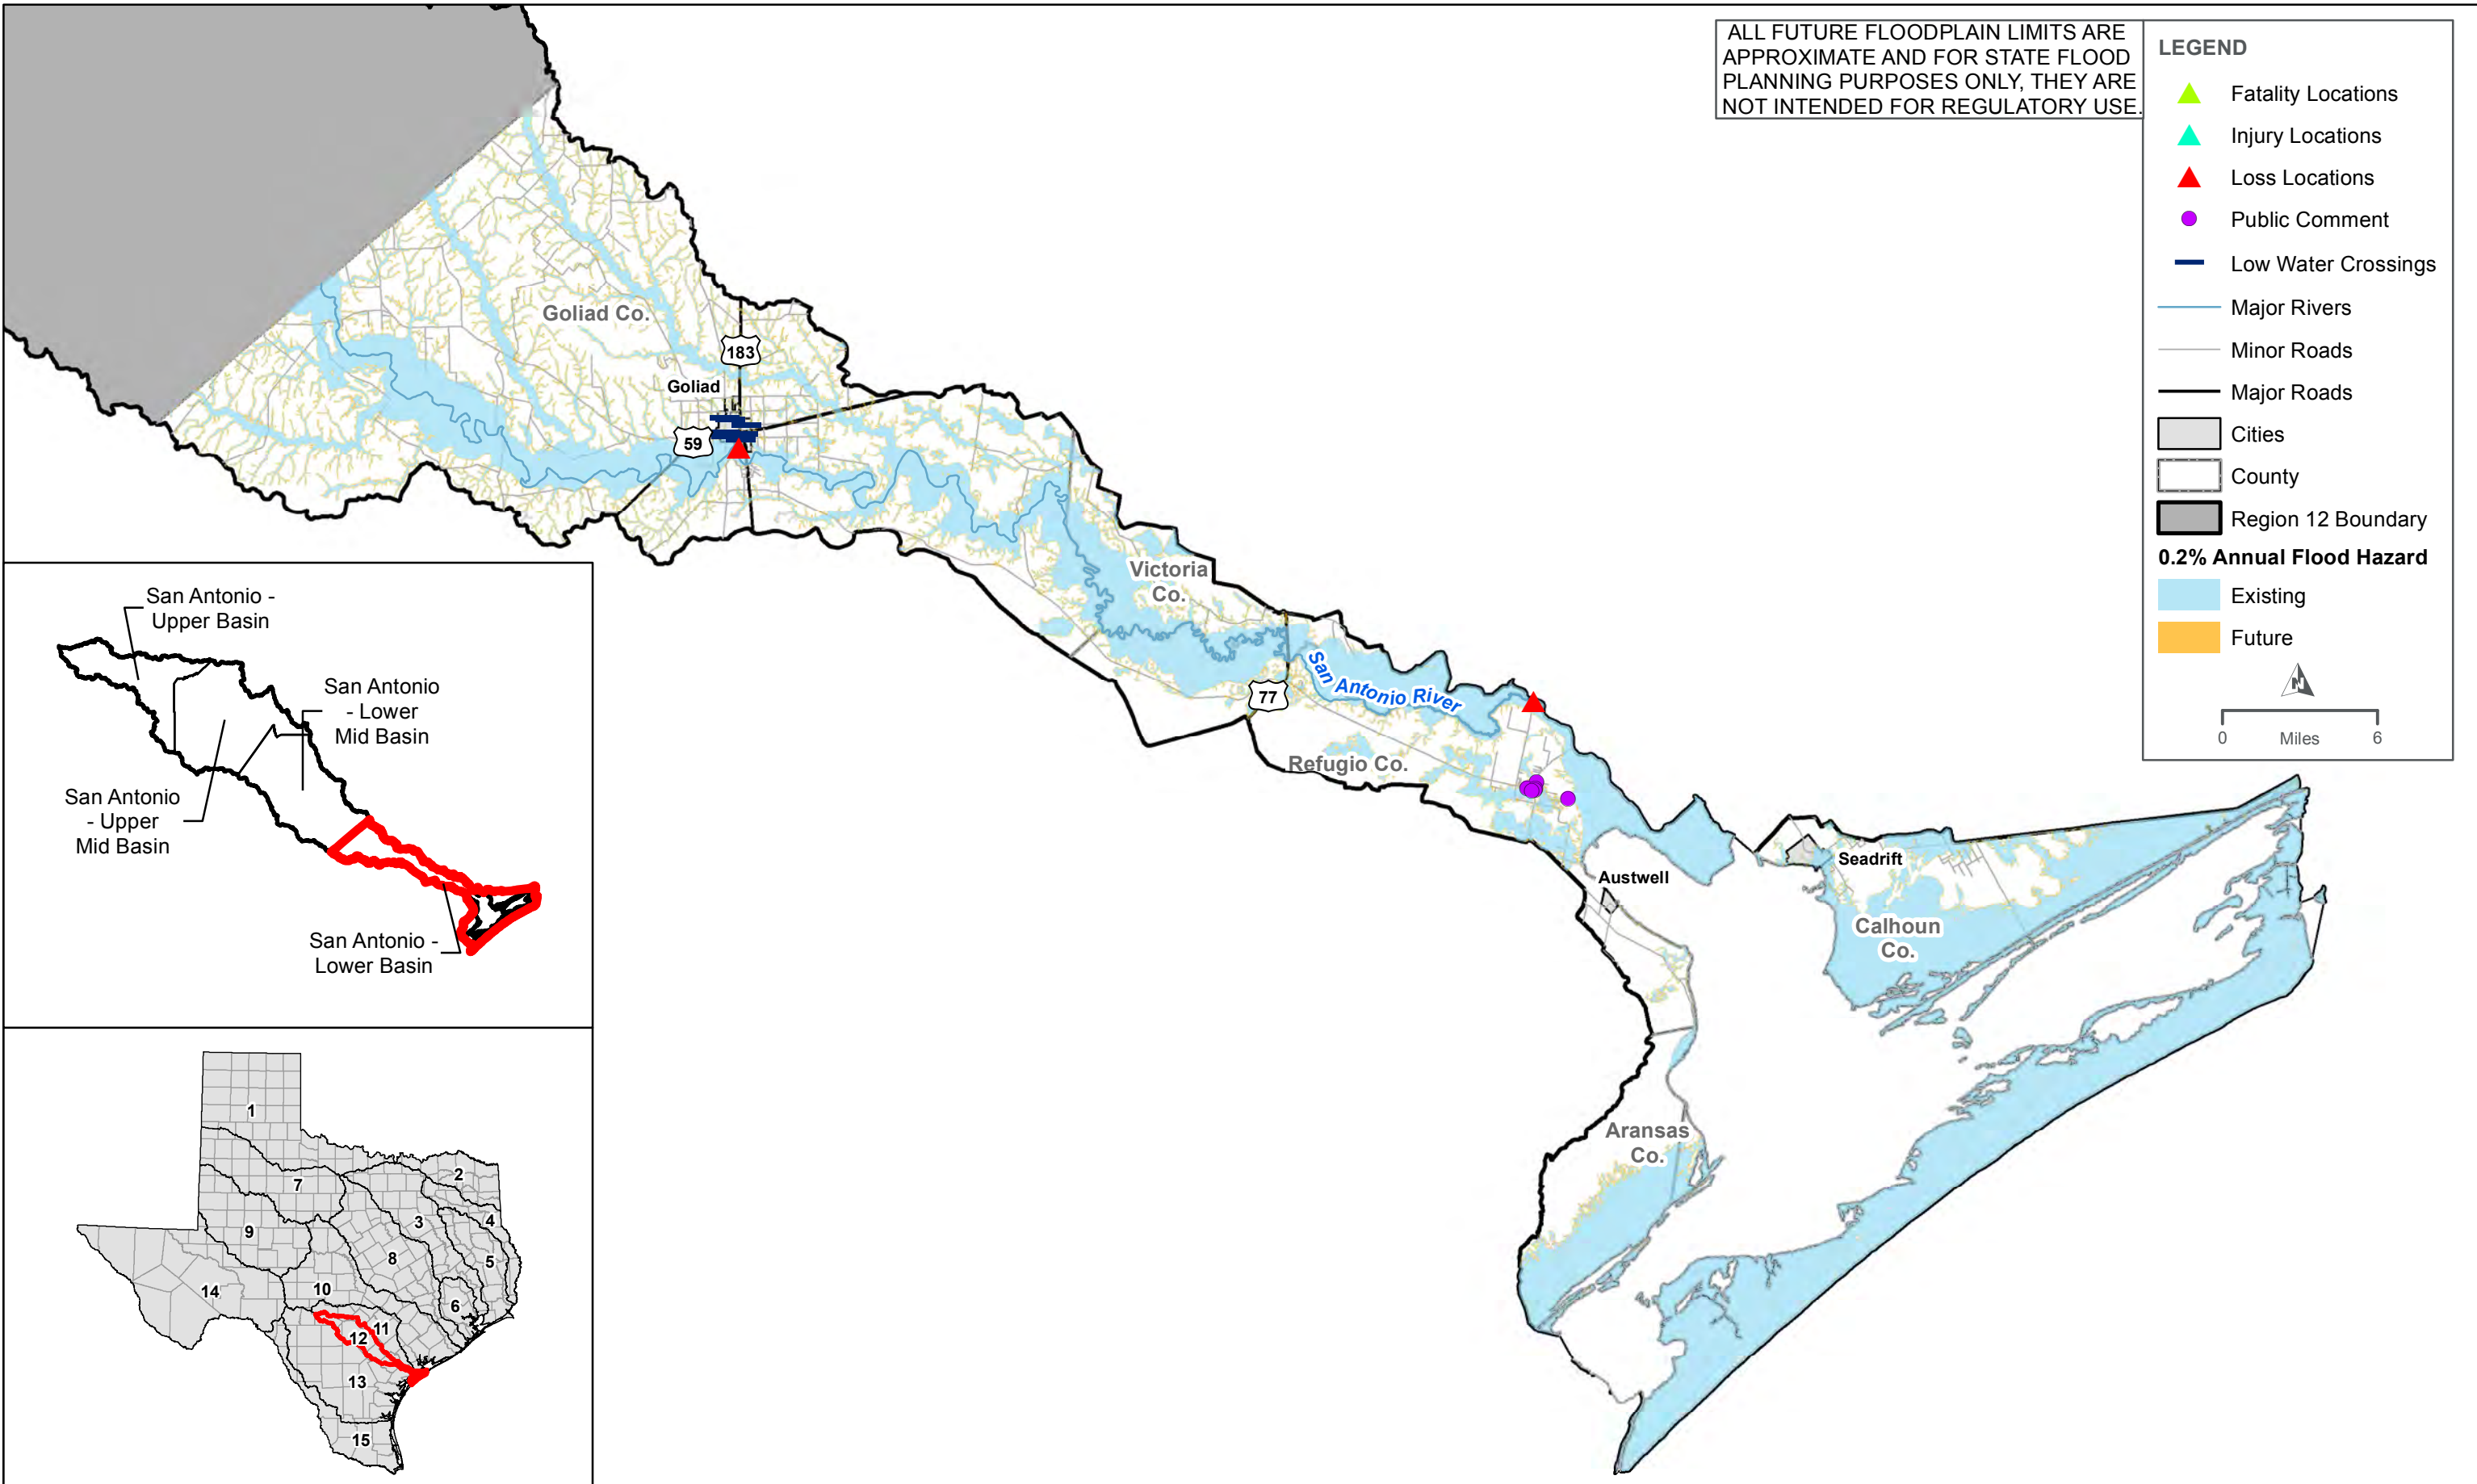 ALL FUTURE FLOODPLAIN LIMITS ARE
APPROXIMATE AND FOR STATE FLOOD
PLANNING PURPOSES ONLY, THEY ARE
NOT INTENDED FOR REGULATORY USE.
LEGEND
Fatality Locations
Injury Locations
Loss Locations
Public Comment
Low Water Crossings
Major Rivers
Minor Roads
Major Roads
Cities
County
Region 12 Boundary
0.2% Annual Flood Hazard
Existing
Future
N
0 Miles 6
Goliad Co.
183
Goliad
59
Victoria
Co.
San Antonio River
77
Refugio Co.
Seadrift
Austwell
Calhoun
Co.
Aransas
Co.
San Antonio -
Upper Basin
San Antonio
- Lower
Mid Basin
San Antonio
- Upper
Mid Basin
San Antonio -
Lower Basin
1
2
7
3
4
9
8
5
14
10
6
11
12
13
15